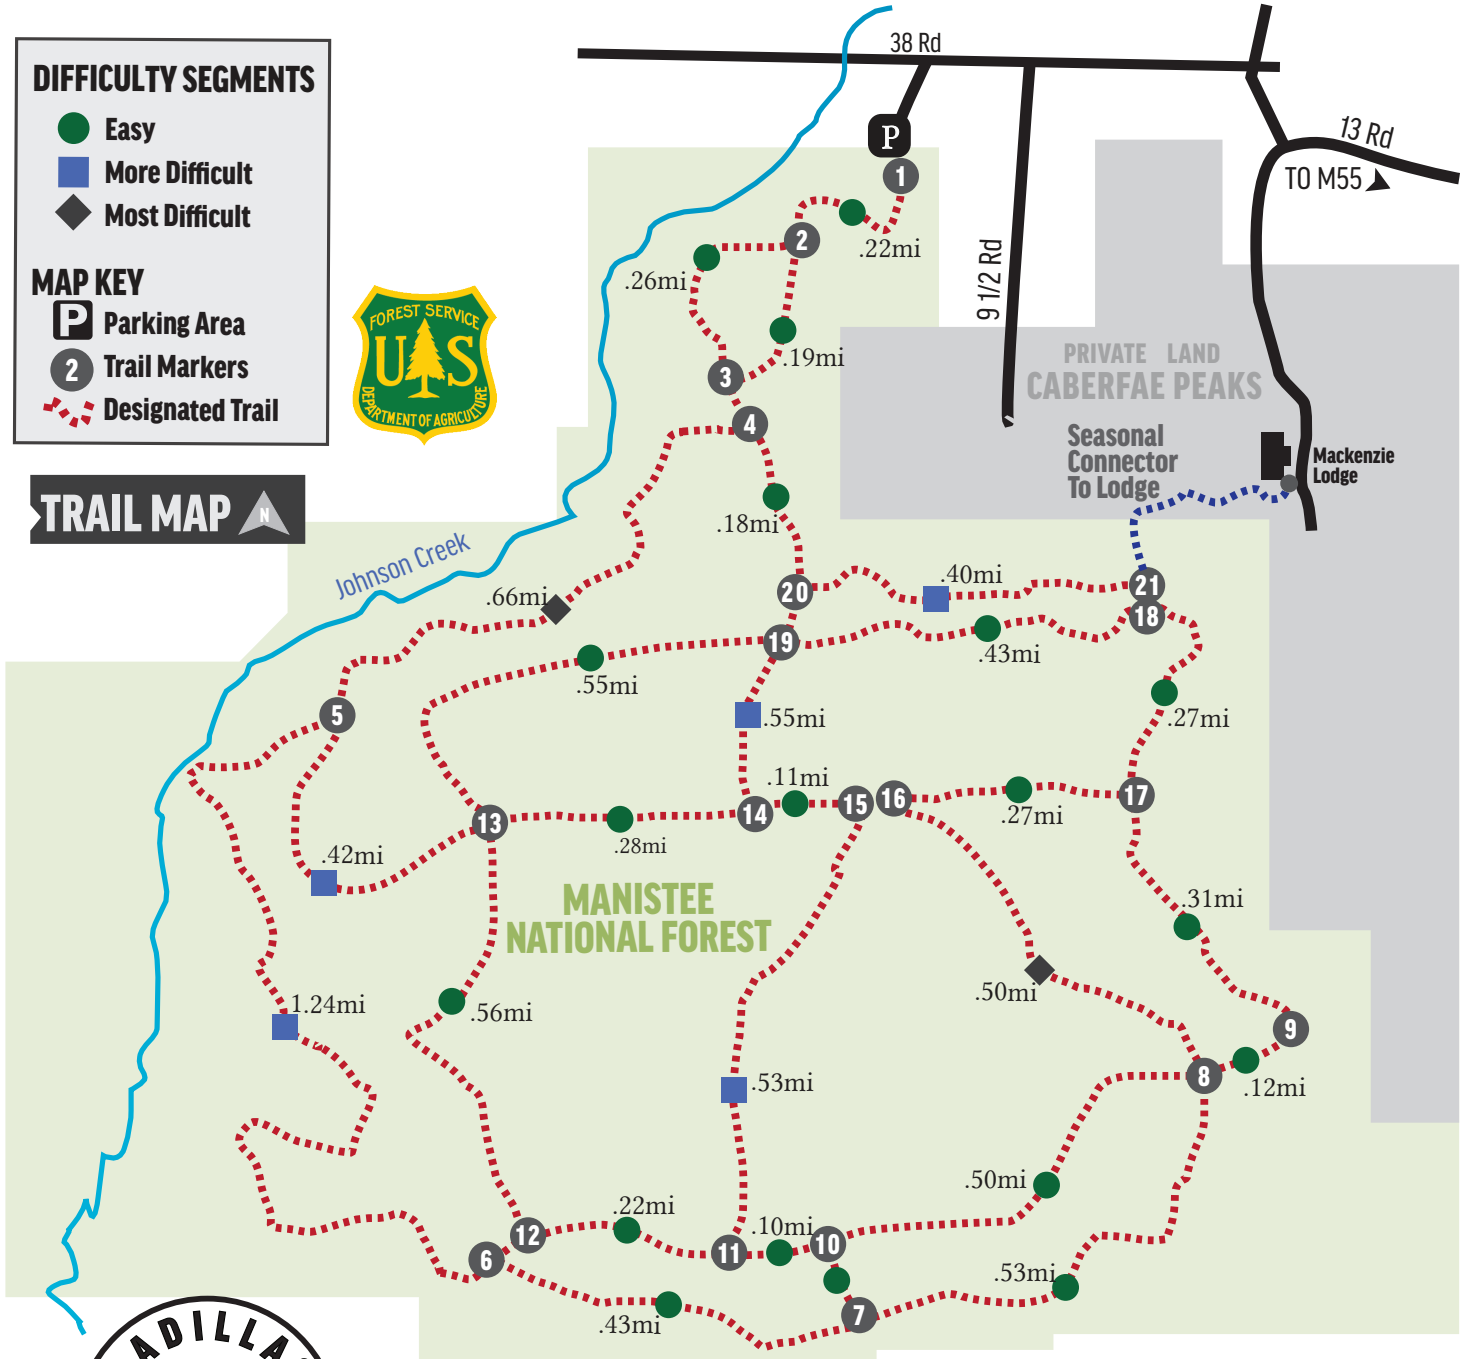 DIFFICULTY SEGMENTS
Easy
More Difficult
Most Difficult
MAP KEY
P Parking Area
2 Trail Markers
Designated Trail
FOREST SERVICE
U S
DEPARTMENT OF AGRICULTURE
TRAIL MAP N
38 Rd
P
9 1/2 Rd
13 Rd
TO M55
PRIVATE LAND
CABERFAE PEAKS
Seasonal
Connector
To Lodge
Mackenzie
Lodge
Johnson Creek
1
2
.22mi
.26mi
.19mi
3
4
.18mi
.66mi
20
.40mi
21
18
19
.43mi
.55mi
5
.55mi
.27mi
.11mi
13
14
15
16
17
.28mi
.27mi
.42mi
MANISTEE
NATIONAL FOREST
.31mi
.50mi
1.24mi
.56mi
9
8
.12mi
.53mi
.50mi
.22mi
.10mi
12
11
10
6
.53mi
7
.43mi
ADILLA